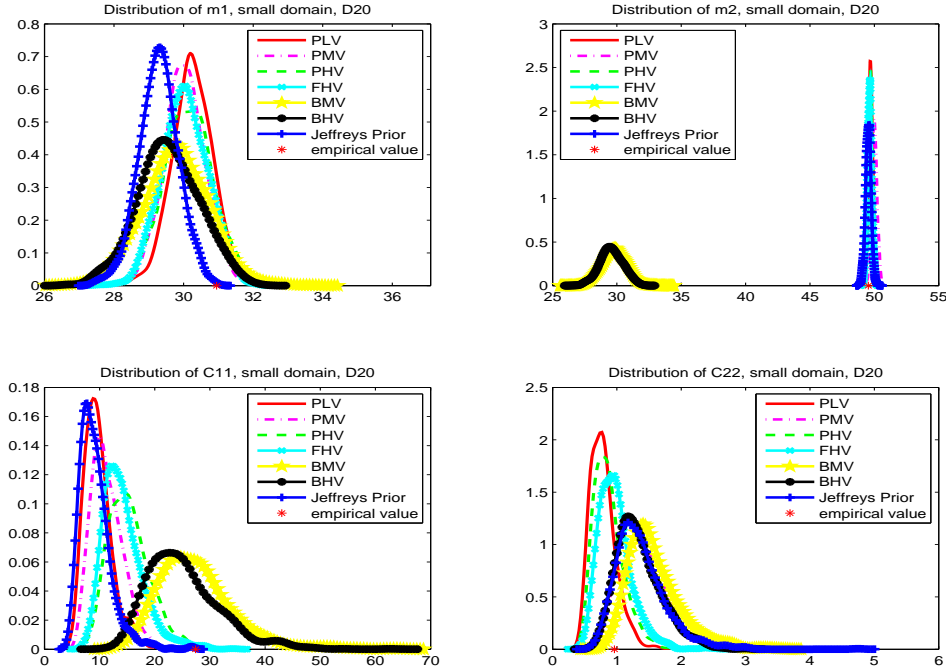 Distribution of m1, small domain, D20
0.8
0.7
0.6
0.5
0.4
0.3
0.2
0.1
0
26 28 30 32 34 36
PLV
PMV
PHV
FHV
BMV
BHV
Jeffreys Prior
empirical value
Distribution of m2, small domain, D20
3
2.5
2
1.5
1
0.5
0
25 30 35 40 45 50 55
PLV
PMV
PHV
FHV
BMV
BHV
Jeffreys Prior
empirical value
Distribution of C11, small domain, D20
0.18
0.16
0.14
0.12
0.1
0.08
0.06
0.04
0.02
0
0 10 20 30 40 50 60 70
PLV
PMV
PHV
FHV
BMV
BHV
Jeffreys Prior
empirical value
Distribution of C22, small domain, D20
2.5
2
1.5
1
0.5
0
0 1 2 3 4 5 6
PLV
PMV
PHV
FHV
BMV
BHV
Jeffreys Prior
empirical value